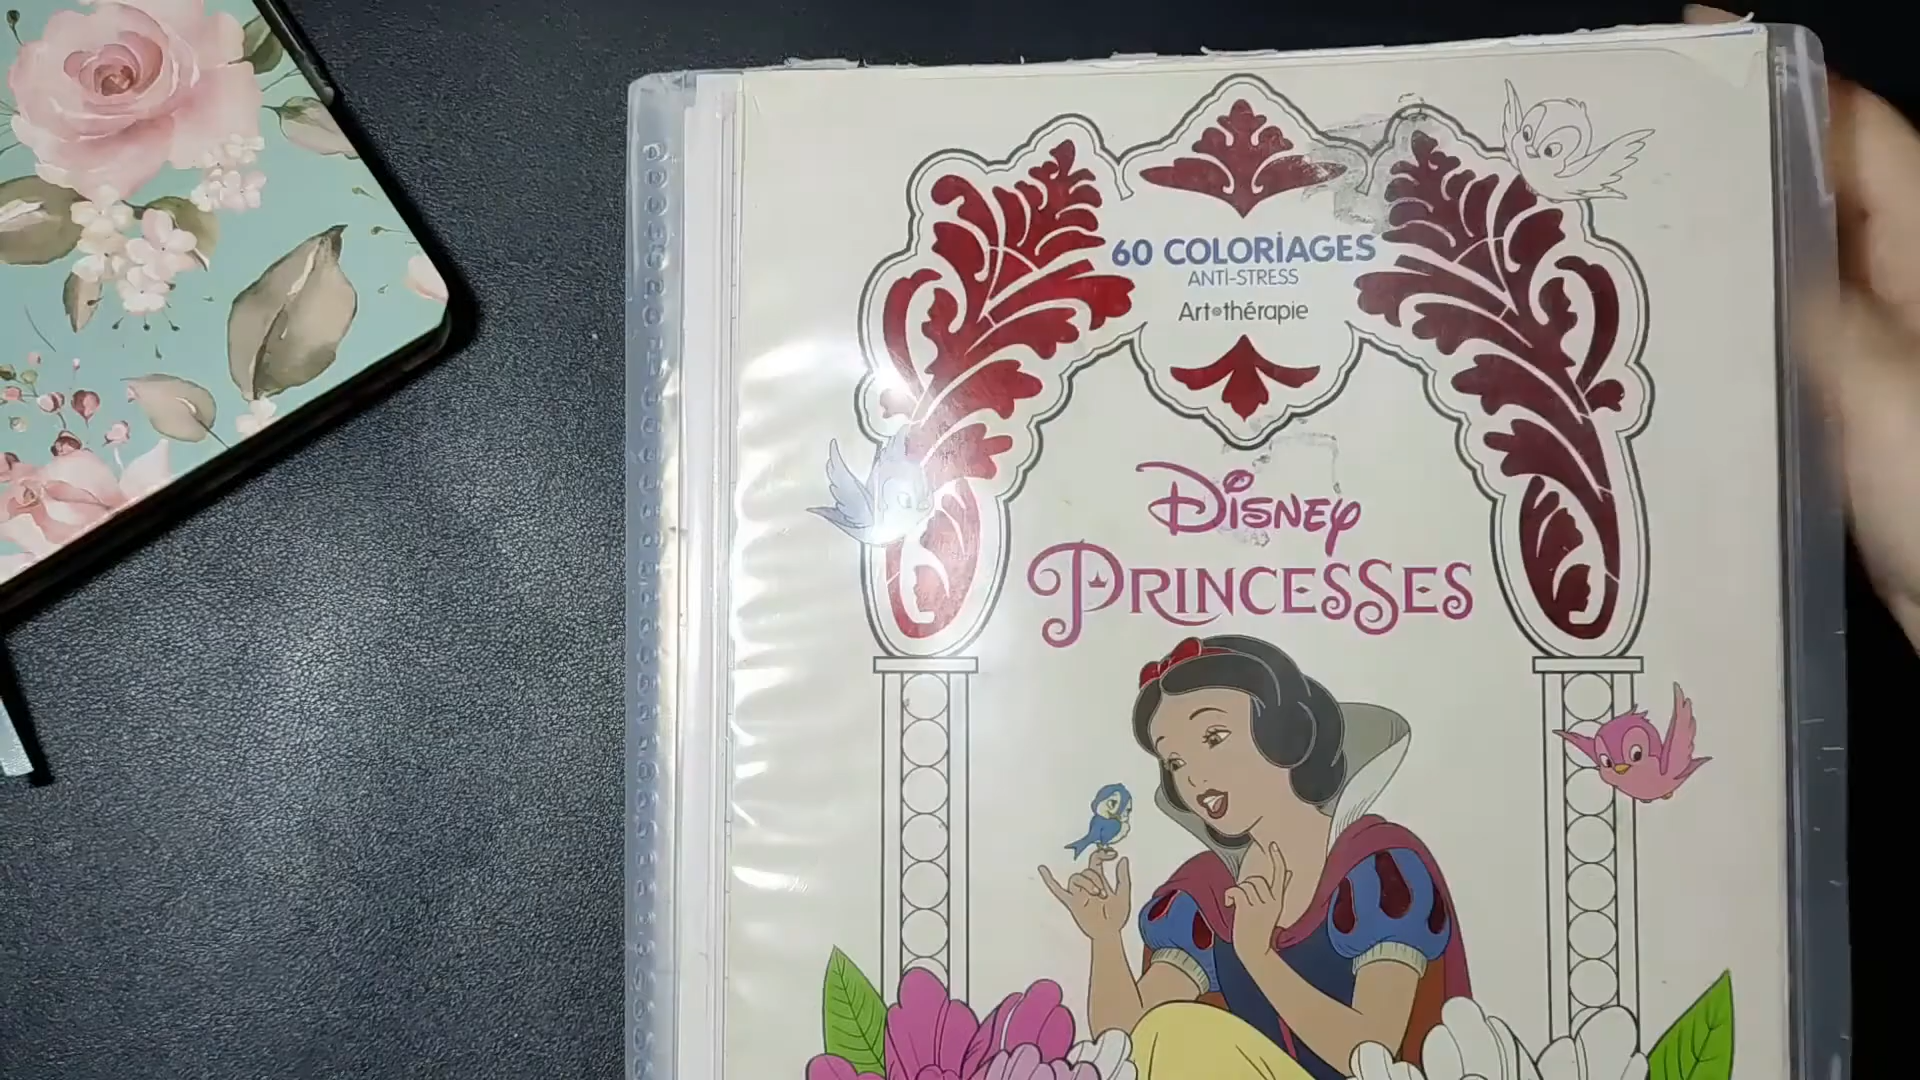 60 COLORIAGES
ANTI-STRESS
Art•thérapie
DISNEY
PRINCESSES